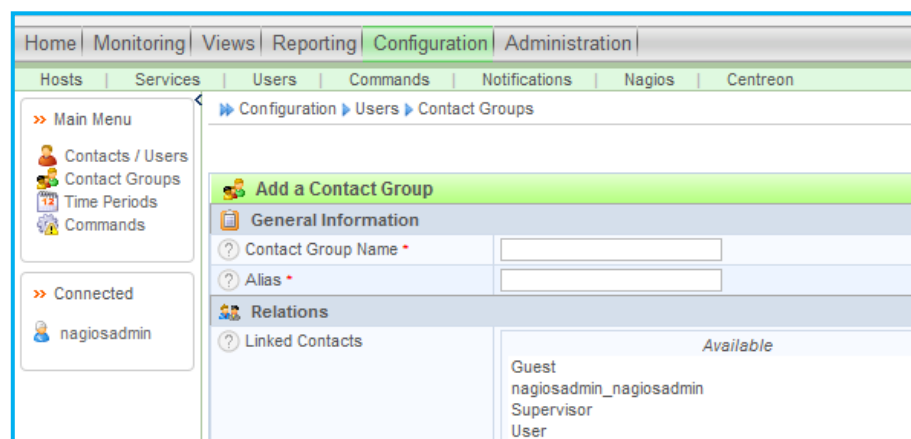 Home Monitoring Views Reporting Configuration Administration
Hosts | Services | Users | Commands | Notifications | Nagios | Centreon
Configuration Users Contact Groups
Main Menu
Contacts / Users
Contact Groups
12 Time Periods
Commands
Connected
nagiosadmin
Add a Contact Group
General Information
? Contact Group Name *
? Alias *
Relations
? Linked Contacts
Available
Guest
nagiosadmin_nagiosadmin
Supervisor
User